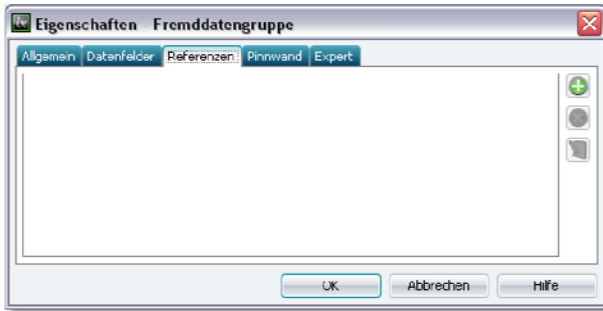 Eigenschaften - Fremddatengruppe
Allgemein Datenfelder Referenzen Pinnwand Expert
OK Abbrechen Hilfe